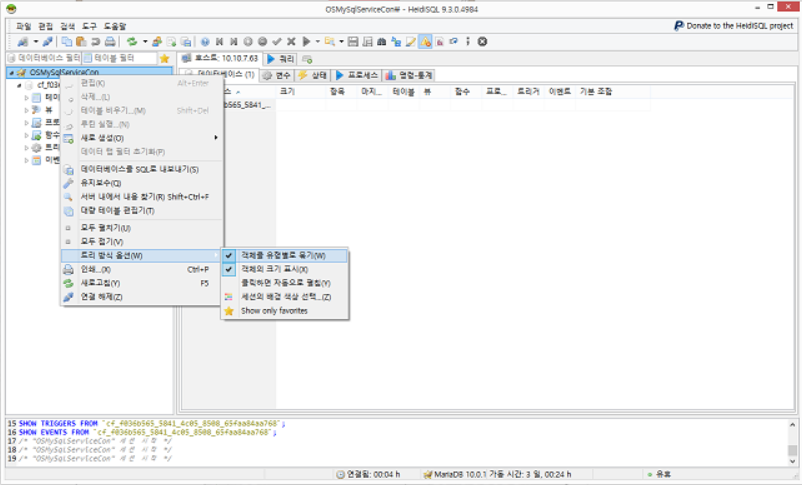 OSMySqlServiceCon# - HeidiSQL 9.3.0.4984
파일 편집 검색 도구 도움말
Donate to the HeidiSQL project
데이터베이스 필터 테이블 필터
호스트: 10.10.7.63 쿼리
OSMySqlServiceCon
데이터베이스 (1) 변수 상태 프로세스 명령-통계
크기 항목 마지... 테이블 뷰 함수 프로... 트리거 이벤트 기본 조합
편집(K) Alt+Enter
삭제...(L)
테이블 비우기...(M) Shift+Del
루틴 실행...(N)
새로 생성(O)
데이터 탭 필터 초기화(P)
데이터베이스를 SQL로 내보내기(S)
유지보수(Q)
서버 내에서 내용 찾기(R) Shift+Ctrl+F
대량 테이블 편집기(T)
모두 펼치기(U)
모두 접기(V)
트리 방식 옵션(W)
인쇄...(X) Ctrl+P
새로고침(Y) F5
연결 해제(Z)
객체를 유형별로 묶기(W)
객체의 크기 표시(X)
클릭하면 자동으로 펼침(Y)
세션의 배경 색상 선택...(Z)
Show only favorites
15 SHOW TRIGGERS FROM `cf_f036b565_5841_4c05_8508_65faa84aa768`;
16 SHOW EVENTS FROM `cf_f036b565_5841_4c05_8508_65faa84aa768`;
17 /* "OSMySqlServiceCon" 세션 시작 */
18 /* "OSMySqlServiceCon" 세션 시작 */
19 /* "OSMySqlServiceCon" 세션 시작 */
연결됨: 00:04 h MariaDB 10.0.1 가동 시간: 3 일, 00:24 h 유휴